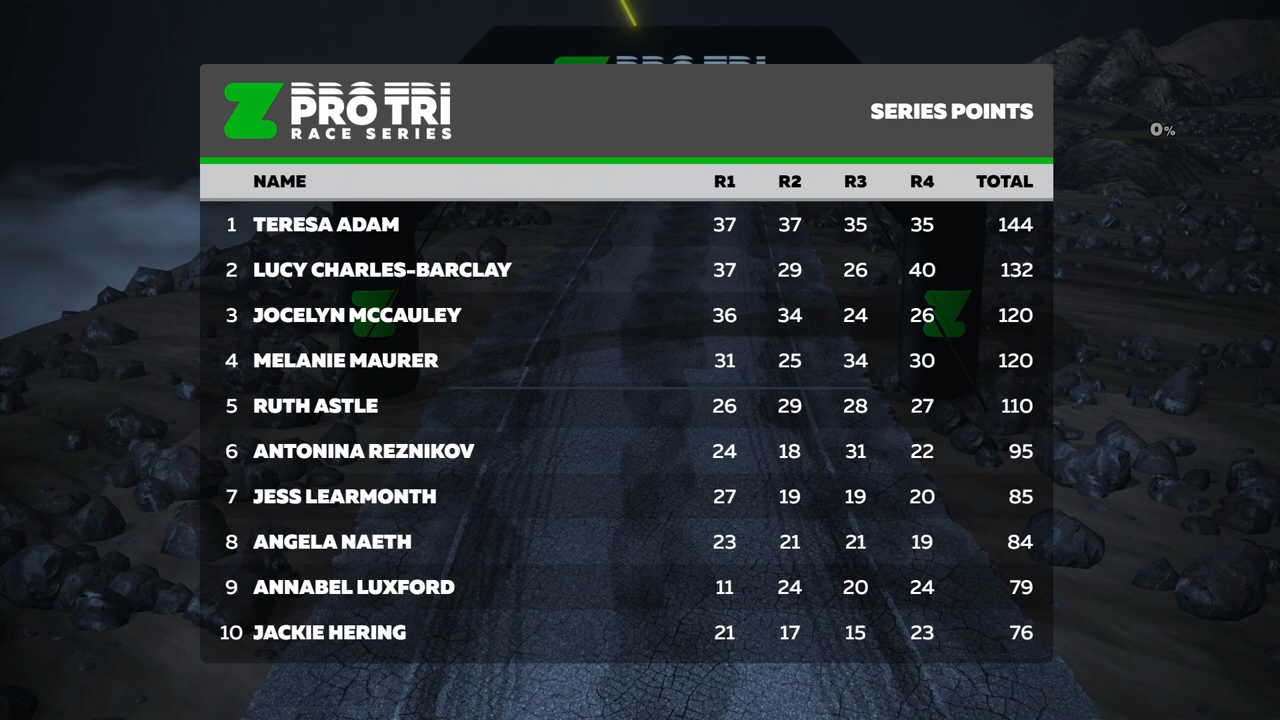 PRO TRI
PRO TRI
RACE SERIES
SERIES POINTS
0%
NAME R1 R2 R3 R4 TOTAL
1 TERESA ADAM 37 37 35 35 144
2 LUCY CHARLES-BARCLAY 37 29 26 40 132
3 JOCELYN MCCAULEY 36 34 24 26 120
4 MELANIE MAURER 31 25 34 30 120
5 RUTH ASTLE 26 29 28 27 110
6 ANTONINA REZNIKOV 24 18 31 22 95
7 JESS LEARMONTH 27 19 19 20 85
8 ANGELA NAETH 23 21 21 19 84
9 ANNABEL LUXFORD 11 24 20 24 79
10 JACKIE HERING 21 17 15 23 76